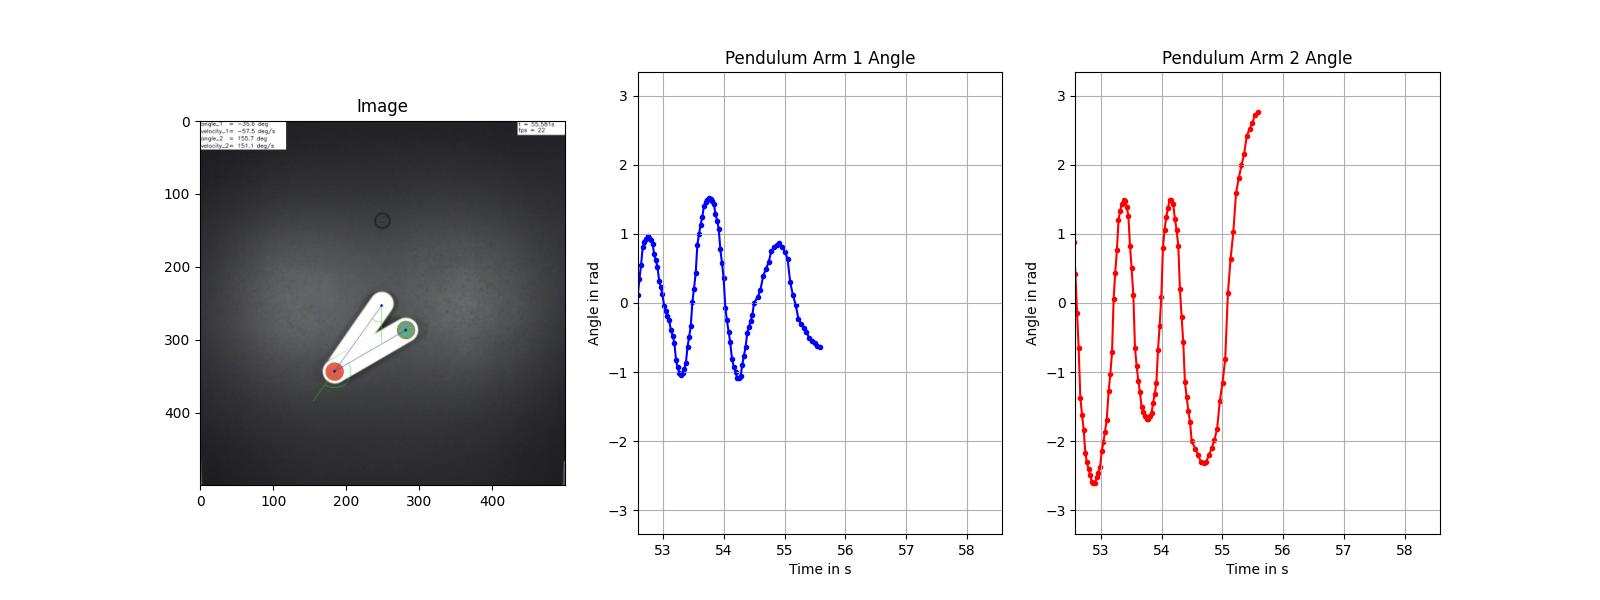 Image
0
100
200
300
400
0
100
200
300
400
angle_1 = -35.6 deg
velocity_1= -57.5 deg/s
angle_2 = 155.7 deg
velocity_2= 151.1 deg/s
t = 55.581s
fps = 22
Pendulum Arm 1 Angle
Angle in rad
3
2
1
0
−1
−2
−3
53
54
55
56
57
58
Time in s
Pendulum Arm 2 Angle
Angle in rad
3
2
1
0
−1
−2
−3
53
54
55
56
57
58
Time in s